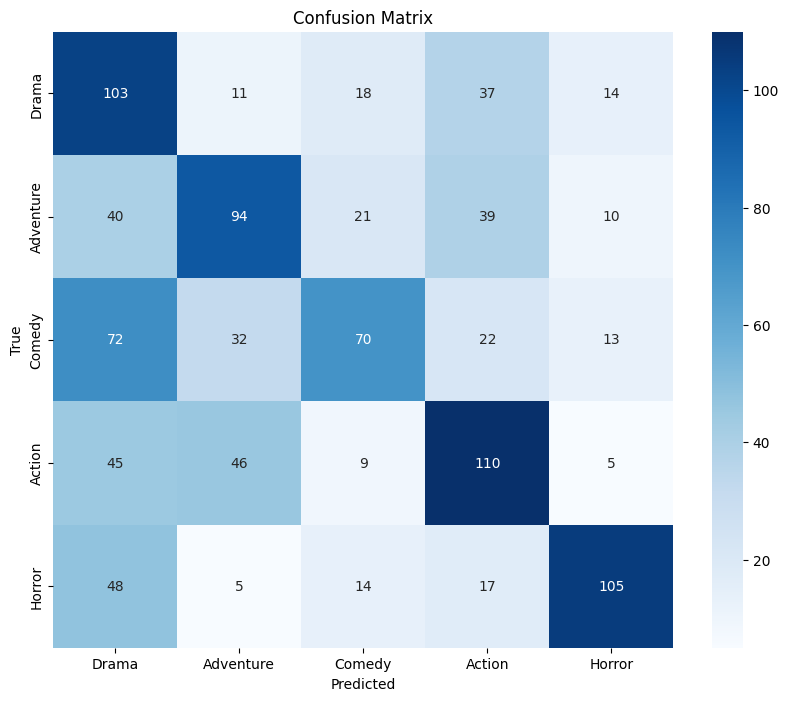 Confusion Matrix
Drama 103 11 18 37 14
Adventure 40 94 21 39 10
Comedy 72 32 70 22 13
Action 45 46 9 110 5
Horror 48 5 14 17 105
True
Drama Adventure Comedy Action Horror
Predicted
100
80
60
40
20